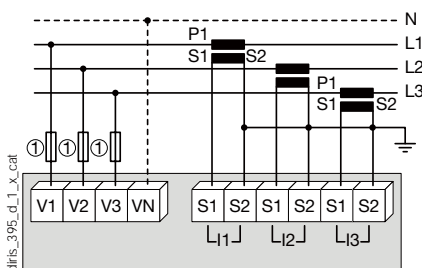 N
P1
L1
S1 S2
L2
P1
L3
S1 S2
① ① ①
V1 V2 V3 VN
S1 S2 S1 S2 S1 S2
I1 I2 I3
diris_395_d_1_x_cat